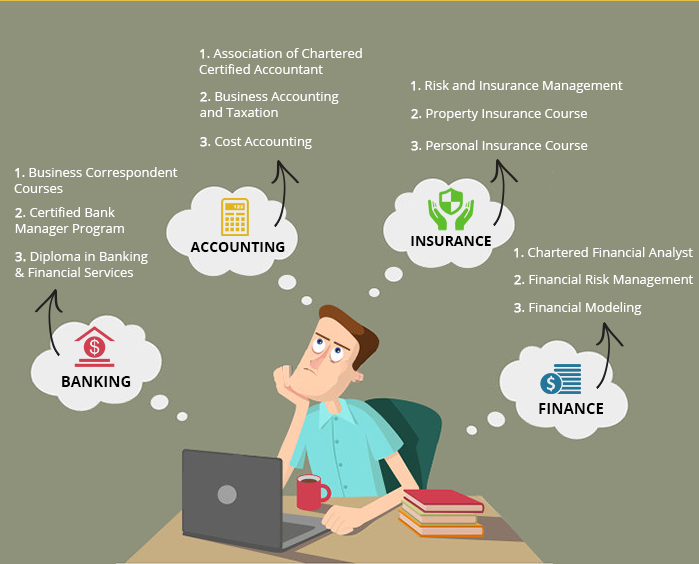 1. Association of Chartered
Certified Accountant
2. Business Accounting
and Taxation
3. Cost Accounting
ACCOUNTING
1. Risk and Insurance Management
2. Property Insurance Course
3. Personal Insurance Course
INSURANCE
1. Business Correspondent
Courses
2. Certified Bank
Manager Program
3. Diploma in Banking
& Financial Services
$
BANKING
1. Chartered Financial Analyst
2. Financial Risk Management
3. Financial Modeling
$
FINANCE